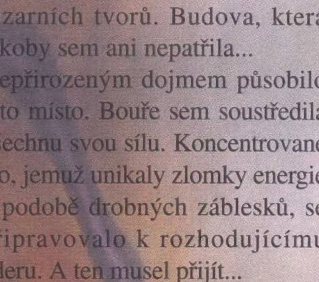 zarních tvorů. Budova, která
koby sem ani nepatřila...
epřirozeným dojmem působilo
to místo. Bouře sem soustředila
šechnu svou sílu. Koncentrované
o, jemuž unikaly zlomky energie
podobě drobných záblesků, se
řipravovalo k rozhodujícímu
deru. A ten musel přijít...